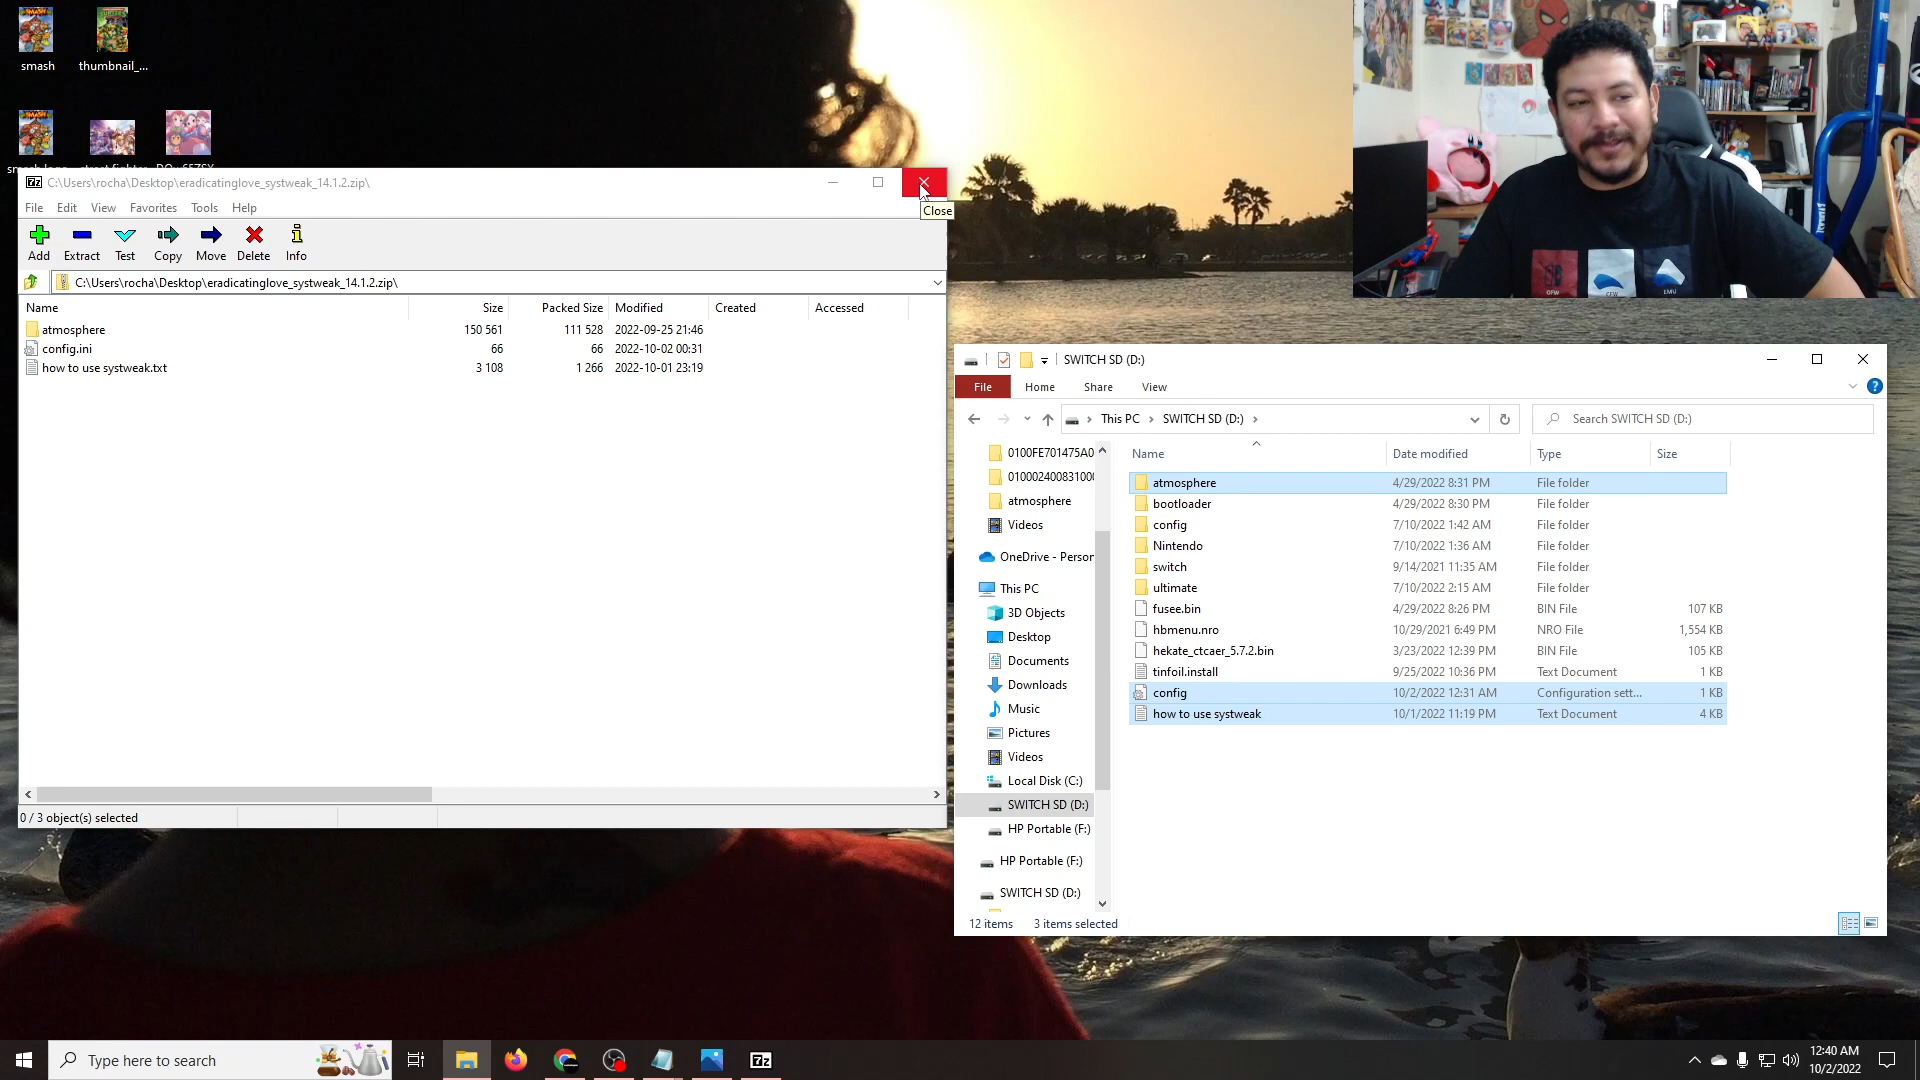 smash
thumbnail_...
C:\Users\rocha\Desktop\eradicatinglove_systweak_14.1.2.zip\
Close
File Edit View Favorites Tools Help
Add Extract Test Copy Move Delete Info
C:\Users\rocha\Desktop\eradicatinglove_systweak_14.1.2.zip\
Name Size Packed Size Modified Created Accessed
atmosphere 150 561 111 528 2022-09-25 21:46
config.ini 66 66 2022-10-02 00:31
how to use systweak.txt 3 108 1 266 2022-10-01 23:19
0 / 3 object(s) selected
OFW
EMU
SWITCH SD (D:)
File Home Share View
This PC SWITCH SD (D:)
Search SWITCH SD (D:)
0100FE701475A0
010002400831000
atmosphere
Videos
OneDrive - Person
This PC
3D Objects
Desktop
Documents
Downloads
Music
Pictures
Videos
Local Disk (C:)
SWITCH SD (D:)
HP Portable (F:)
HP Portable (F:)
SWITCH SD (D:)
Name Date modified Type Size
atmosphere 4/29/2022 8:31 PM File folder
bootloader 4/29/2022 8:30 PM File folder
config 7/10/2022 1:42 AM File folder
Nintendo 7/10/2022 1:36 AM File folder
switch 9/14/2021 11:35 AM File folder
ultimate 7/10/2022 2:15 AM File folder
fusee.bin 4/29/2022 8:26 PM BIN File 107 KB
hbmenu.nro 10/29/2021 6:49 PM NRO File 1,554 KB
hekate_ctcaer_5.7.2.bin 3/23/2022 12:39 PM BIN File 105 KB
tinfoil.install 9/25/2022 10:36 PM Text Document 1 KB
config 10/2/2022 12:31 AM Configuration sett... 1 KB
how to use systweak 10/1/2022 11:19 PM Text Document 4 KB
12 items 3 items selected
Type here to search
12:40 AM
10/2/2022